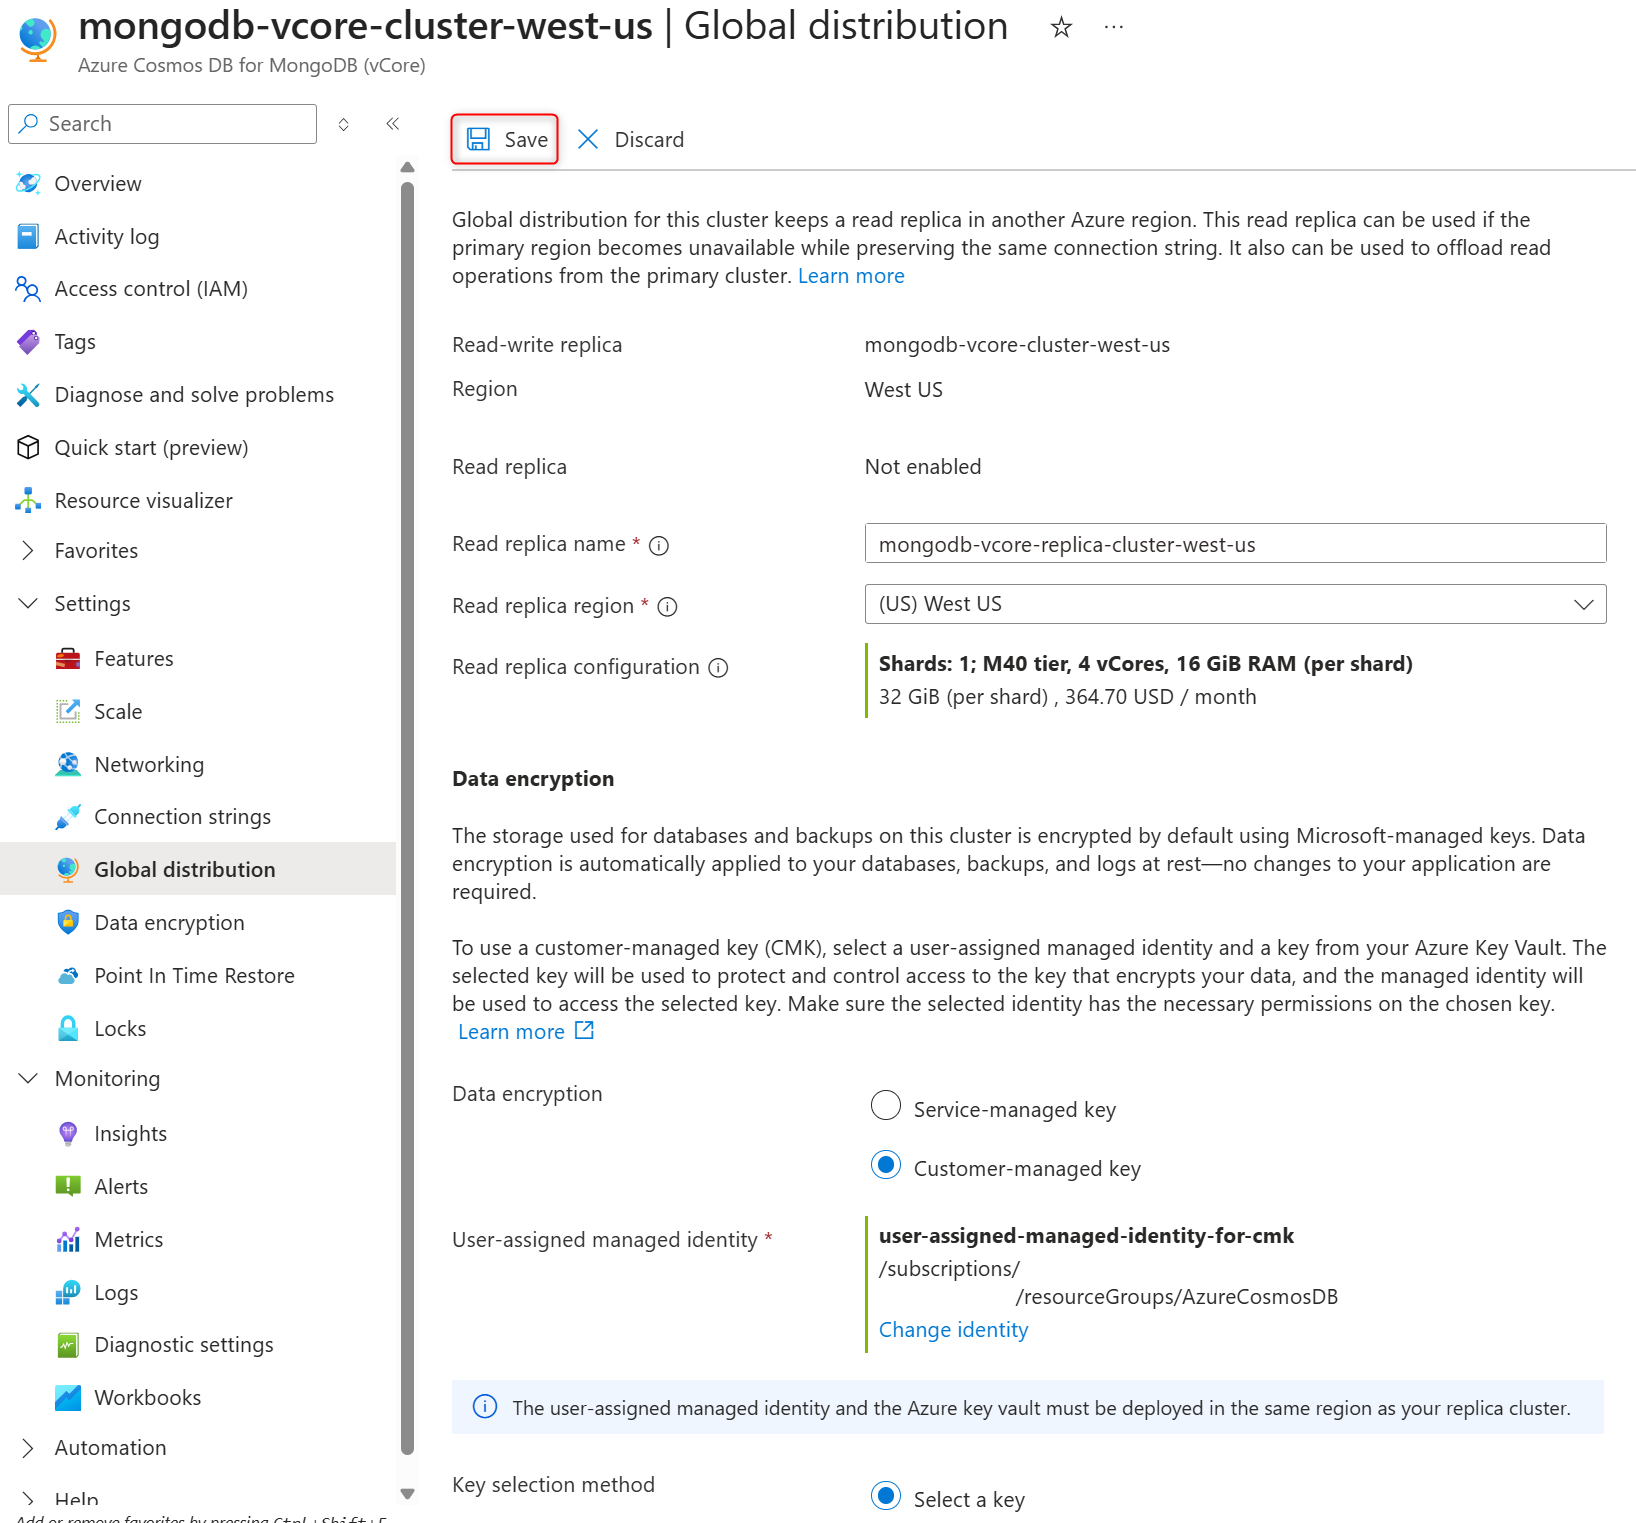 mongodb-vcore-cluster-west-us | Global distribution
Azure Cosmos DB for MongoDB (vCore)
Search
Overview
Activity log
Access control (IAM)
Tags
Diagnose and solve problems
Quick start (preview)
Resource visualizer
Favorites
Settings
Features
Scale
Networking
Connection strings
Global distribution
Data encryption
Point In Time Restore
Locks
Monitoring
Insights
Alerts
Metrics
Logs
Diagnostic settings
Workbooks
Automation
Help
Add or remove favorites by pressing Ctrl+Shift+F
Save
Discard
Global distribution for this cluster keeps a read replica in another Azure region. This read replica can be used if the
primary region becomes unavailable while preserving the same connection string. It also can be used to offload read
operations from the primary cluster. Learn more
Read-write replica
mongodb-vcore-cluster-west-us
Region
West US
Read replica
Not enabled
Read replica name *
mongodb-vcore-replica-cluster-west-us
Read replica region *
(US) West US
Read replica configuration
Shards: 1; M40 tier, 4 vCores, 16 GiB RAM (per shard)
32 GiB (per shard) , 364.70 USD / month
Data encryption
The storage used for databases and backups on this cluster is encrypted by default using Microsoft-managed keys. Data
encryption is automatically applied to your databases, backups, and logs at rest—no changes to your application are
required.
To use a customer-managed key (CMK), select a user-assigned managed identity and a key from your Azure Key Vault. The
selected key will be used to protect and control access to the key that encrypts your data, and the managed identity will
be used to access the selected key. Make sure the selected identity has the necessary permissions on the chosen key.
Learn more
Data encryption
Service-managed key
Customer-managed key
User-assigned managed identity *
user-assigned-managed-identity-for-cmk
/subscriptions/
/resourceGroups/AzureCosmosDB
Change identity
The user-assigned managed identity and the Azure key vault must be deployed in the same region as your replica cluster.
Key selection method
Select a key